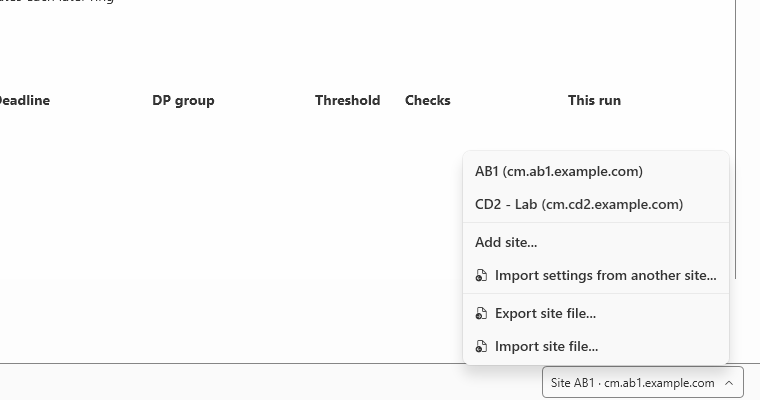 Deadline DP group Threshold Checks This run
AB1 (cm.ab1.example.com)
CD2 - Lab (cm.cd2.example.com)
Add site...
Import settings from another site...
Export site file...
Import site file...
Site AB1 · cm.ab1.example.com